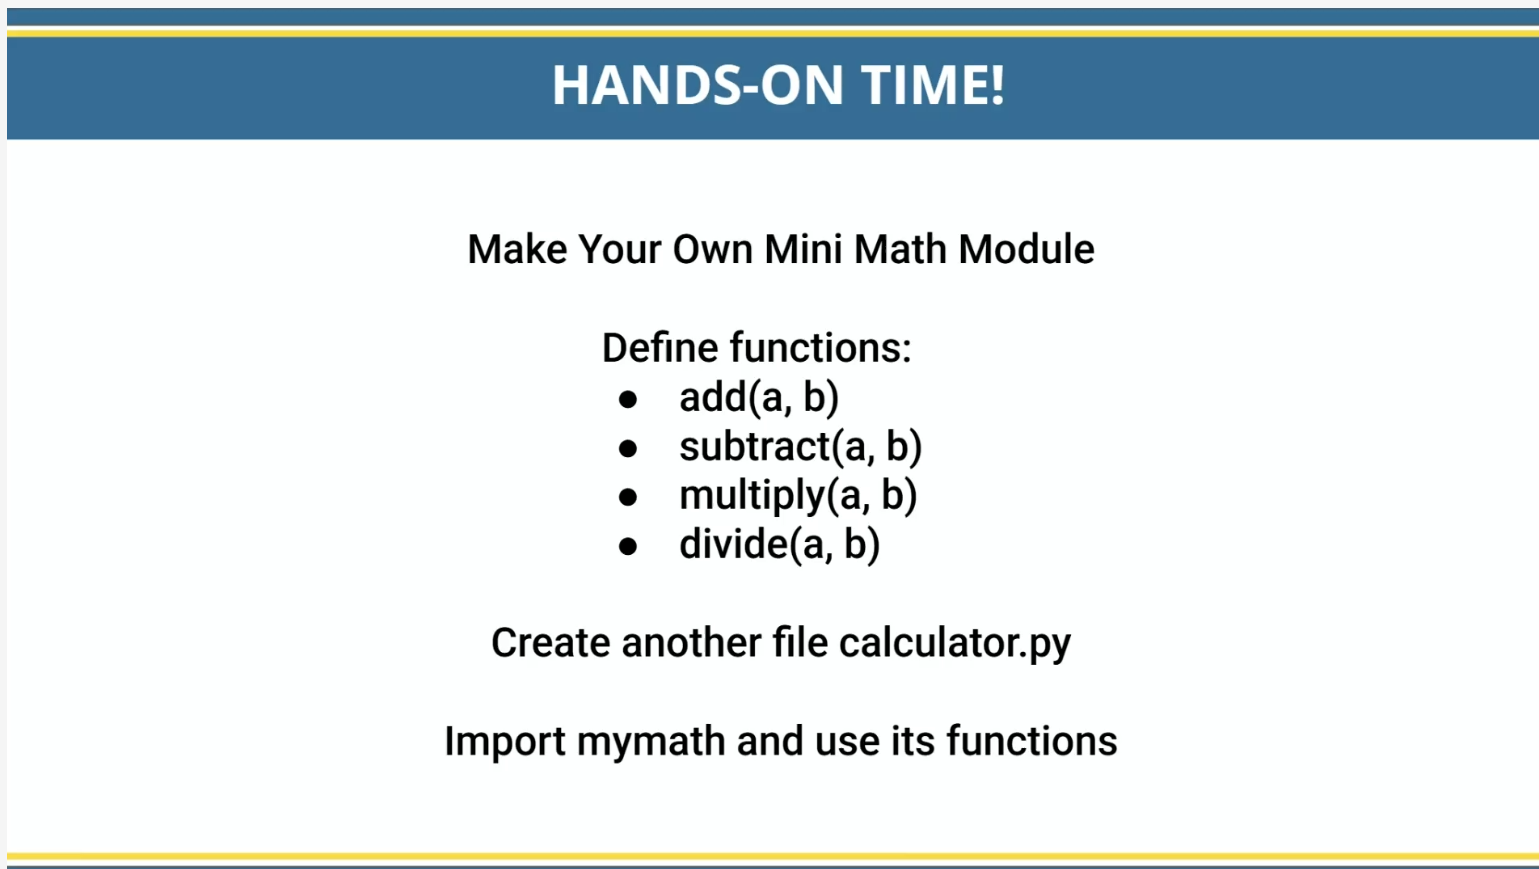 HANDS-ON TIME!
Make Your Own Mini Math Module
Define functions:
● add(a, b)
● subtract(a, b)
● multiply(a, b)
● divide(a, b)
Create another file calculator.py
Import mymath and use its functions